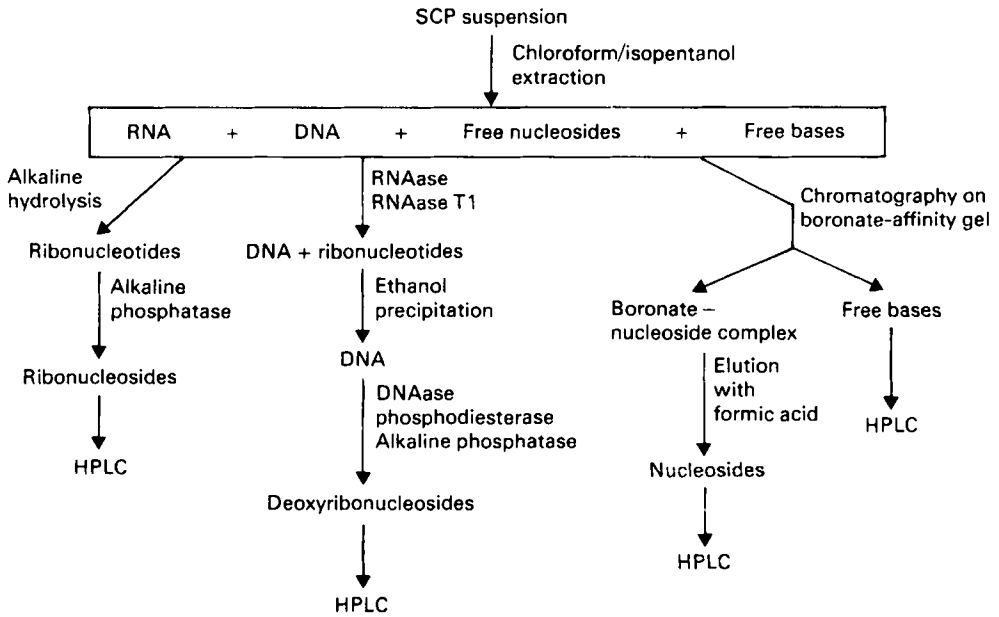 SCP suspension
Chloroform/isopentanol
extraction
RNA + DNA + Free nucleosides + Free bases
Alkaline
hydrolysis
Ribonucleotides
Alkaline
phosphatase
Ribonucleosides
HPLC
RNAase
RNAase T1
DNA + ribonucleotides
Ethanol
precipitation
DNA
DNAase
phosphodiesterase
Alkaline phosphatase
Deoxyribonucleosides
HPLC
Chromatography on
boronate-affinity gel
Boronate –
nucleoside complex
Elution
with
formic acid
Nucleosides
HPLC
Free bases
HPLC